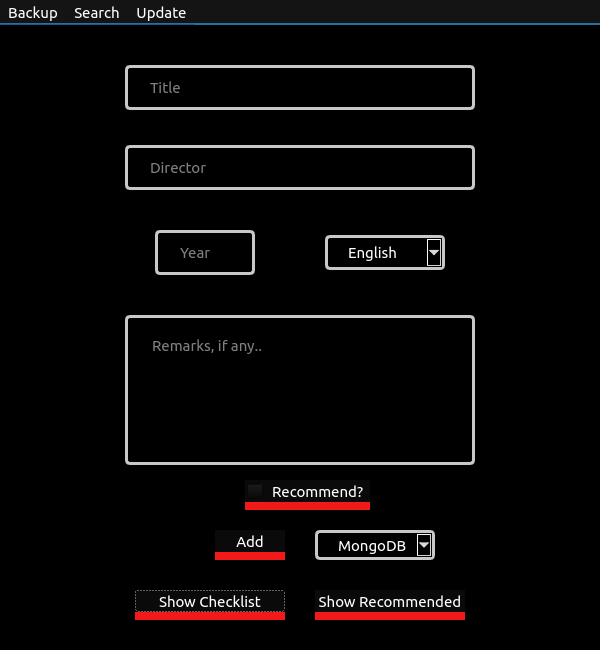 Backup Search Update
Title
Director
Year English
Remarks, if any..
Recommend?
Add MongoDB
Show Checklist Show Recommended